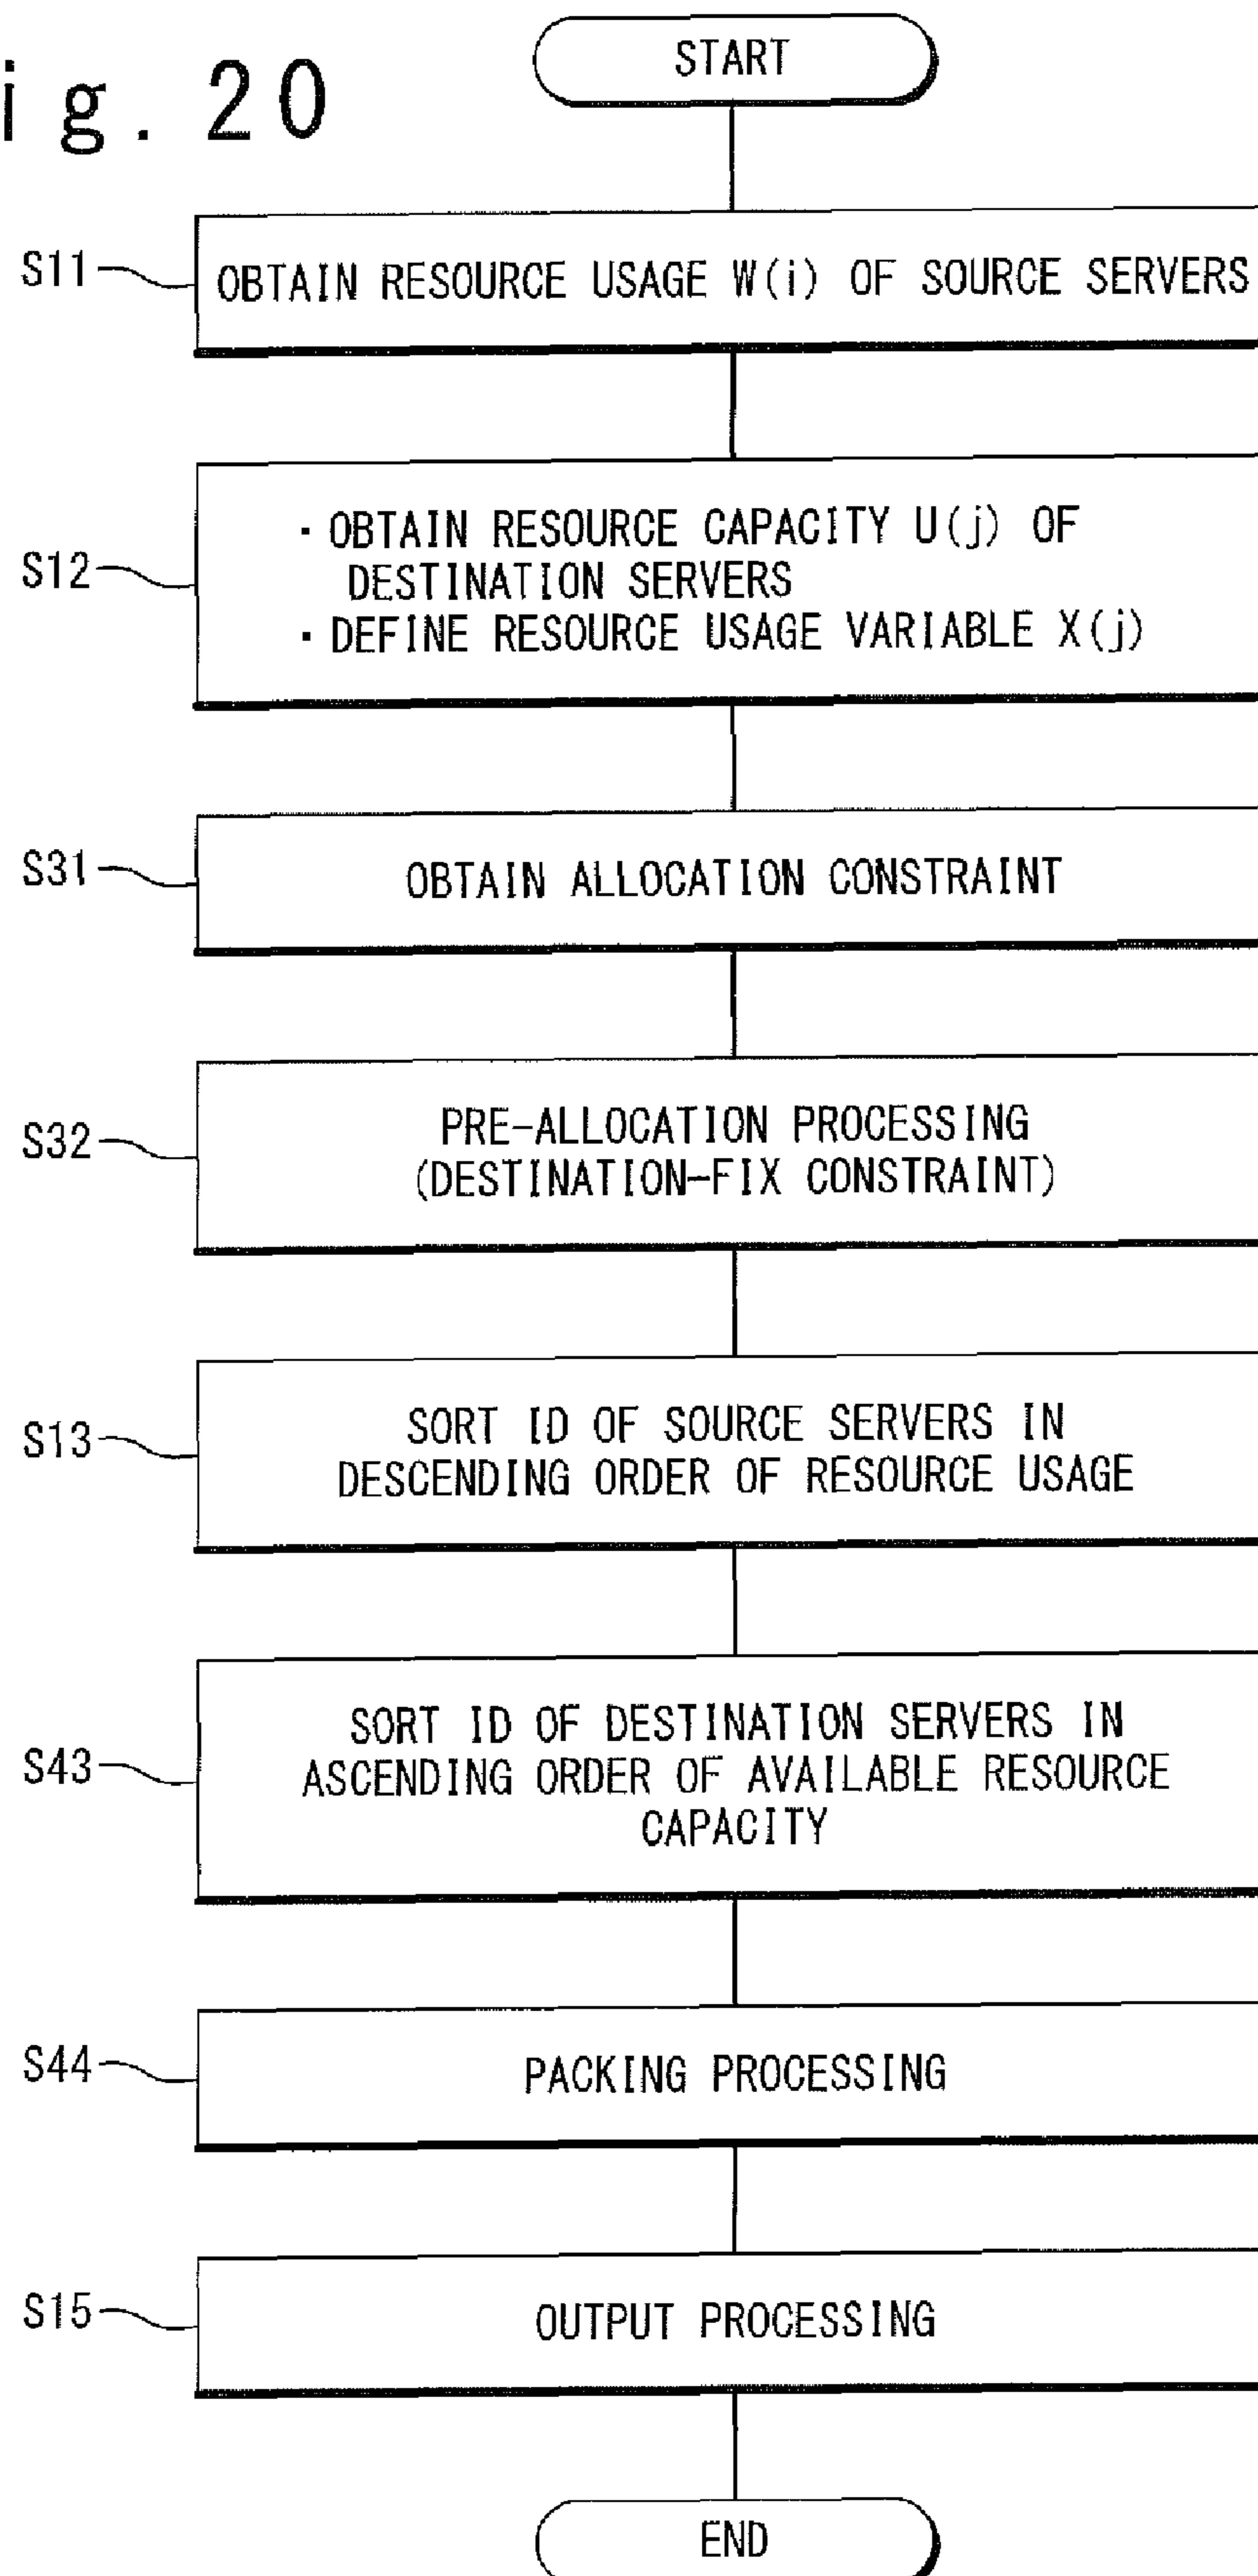 ig. 20
START
S11
OBTAIN RESOURCE USAGE W(i) OF SOURCE SERVERS
S12
・OBTAIN RESOURCE CAPACITY U(j) OF
DESTINATION SERVERS
・DEFINE RESOURCE USAGE VARIABLE X(j)
S31
OBTAIN ALLOCATION CONSTRAINT
S32
PRE-ALLOCATION PROCESSING
(DESTINATION-FIX CONSTRAINT)
S13
SORT ID OF SOURCE SERVERS IN
DESCENDING ORDER OF RESOURCE USAGE
S43
SORT ID OF DESTINATION SERVERS IN
ASCENDING ORDER OF AVAILABLE RESOURCE
CAPACITY
S44
PACKING PROCESSING
S15
OUTPUT PROCESSING
END